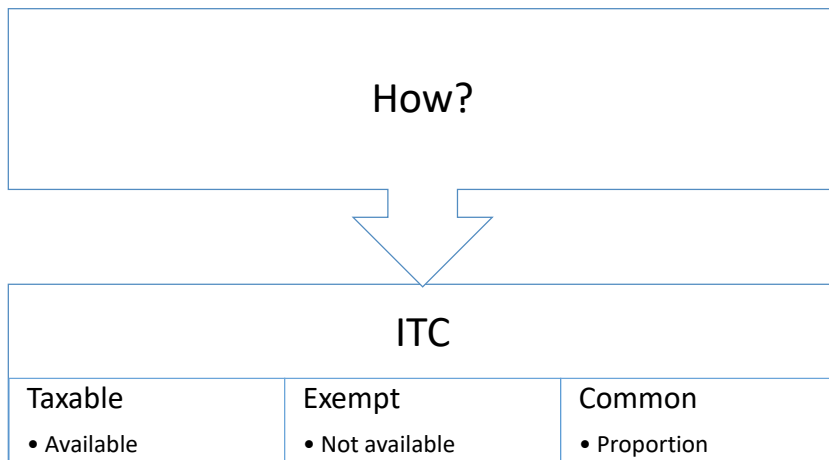 How?
ITC
Taxable
• Available
Exempt
• Not available
Common
• Proportion